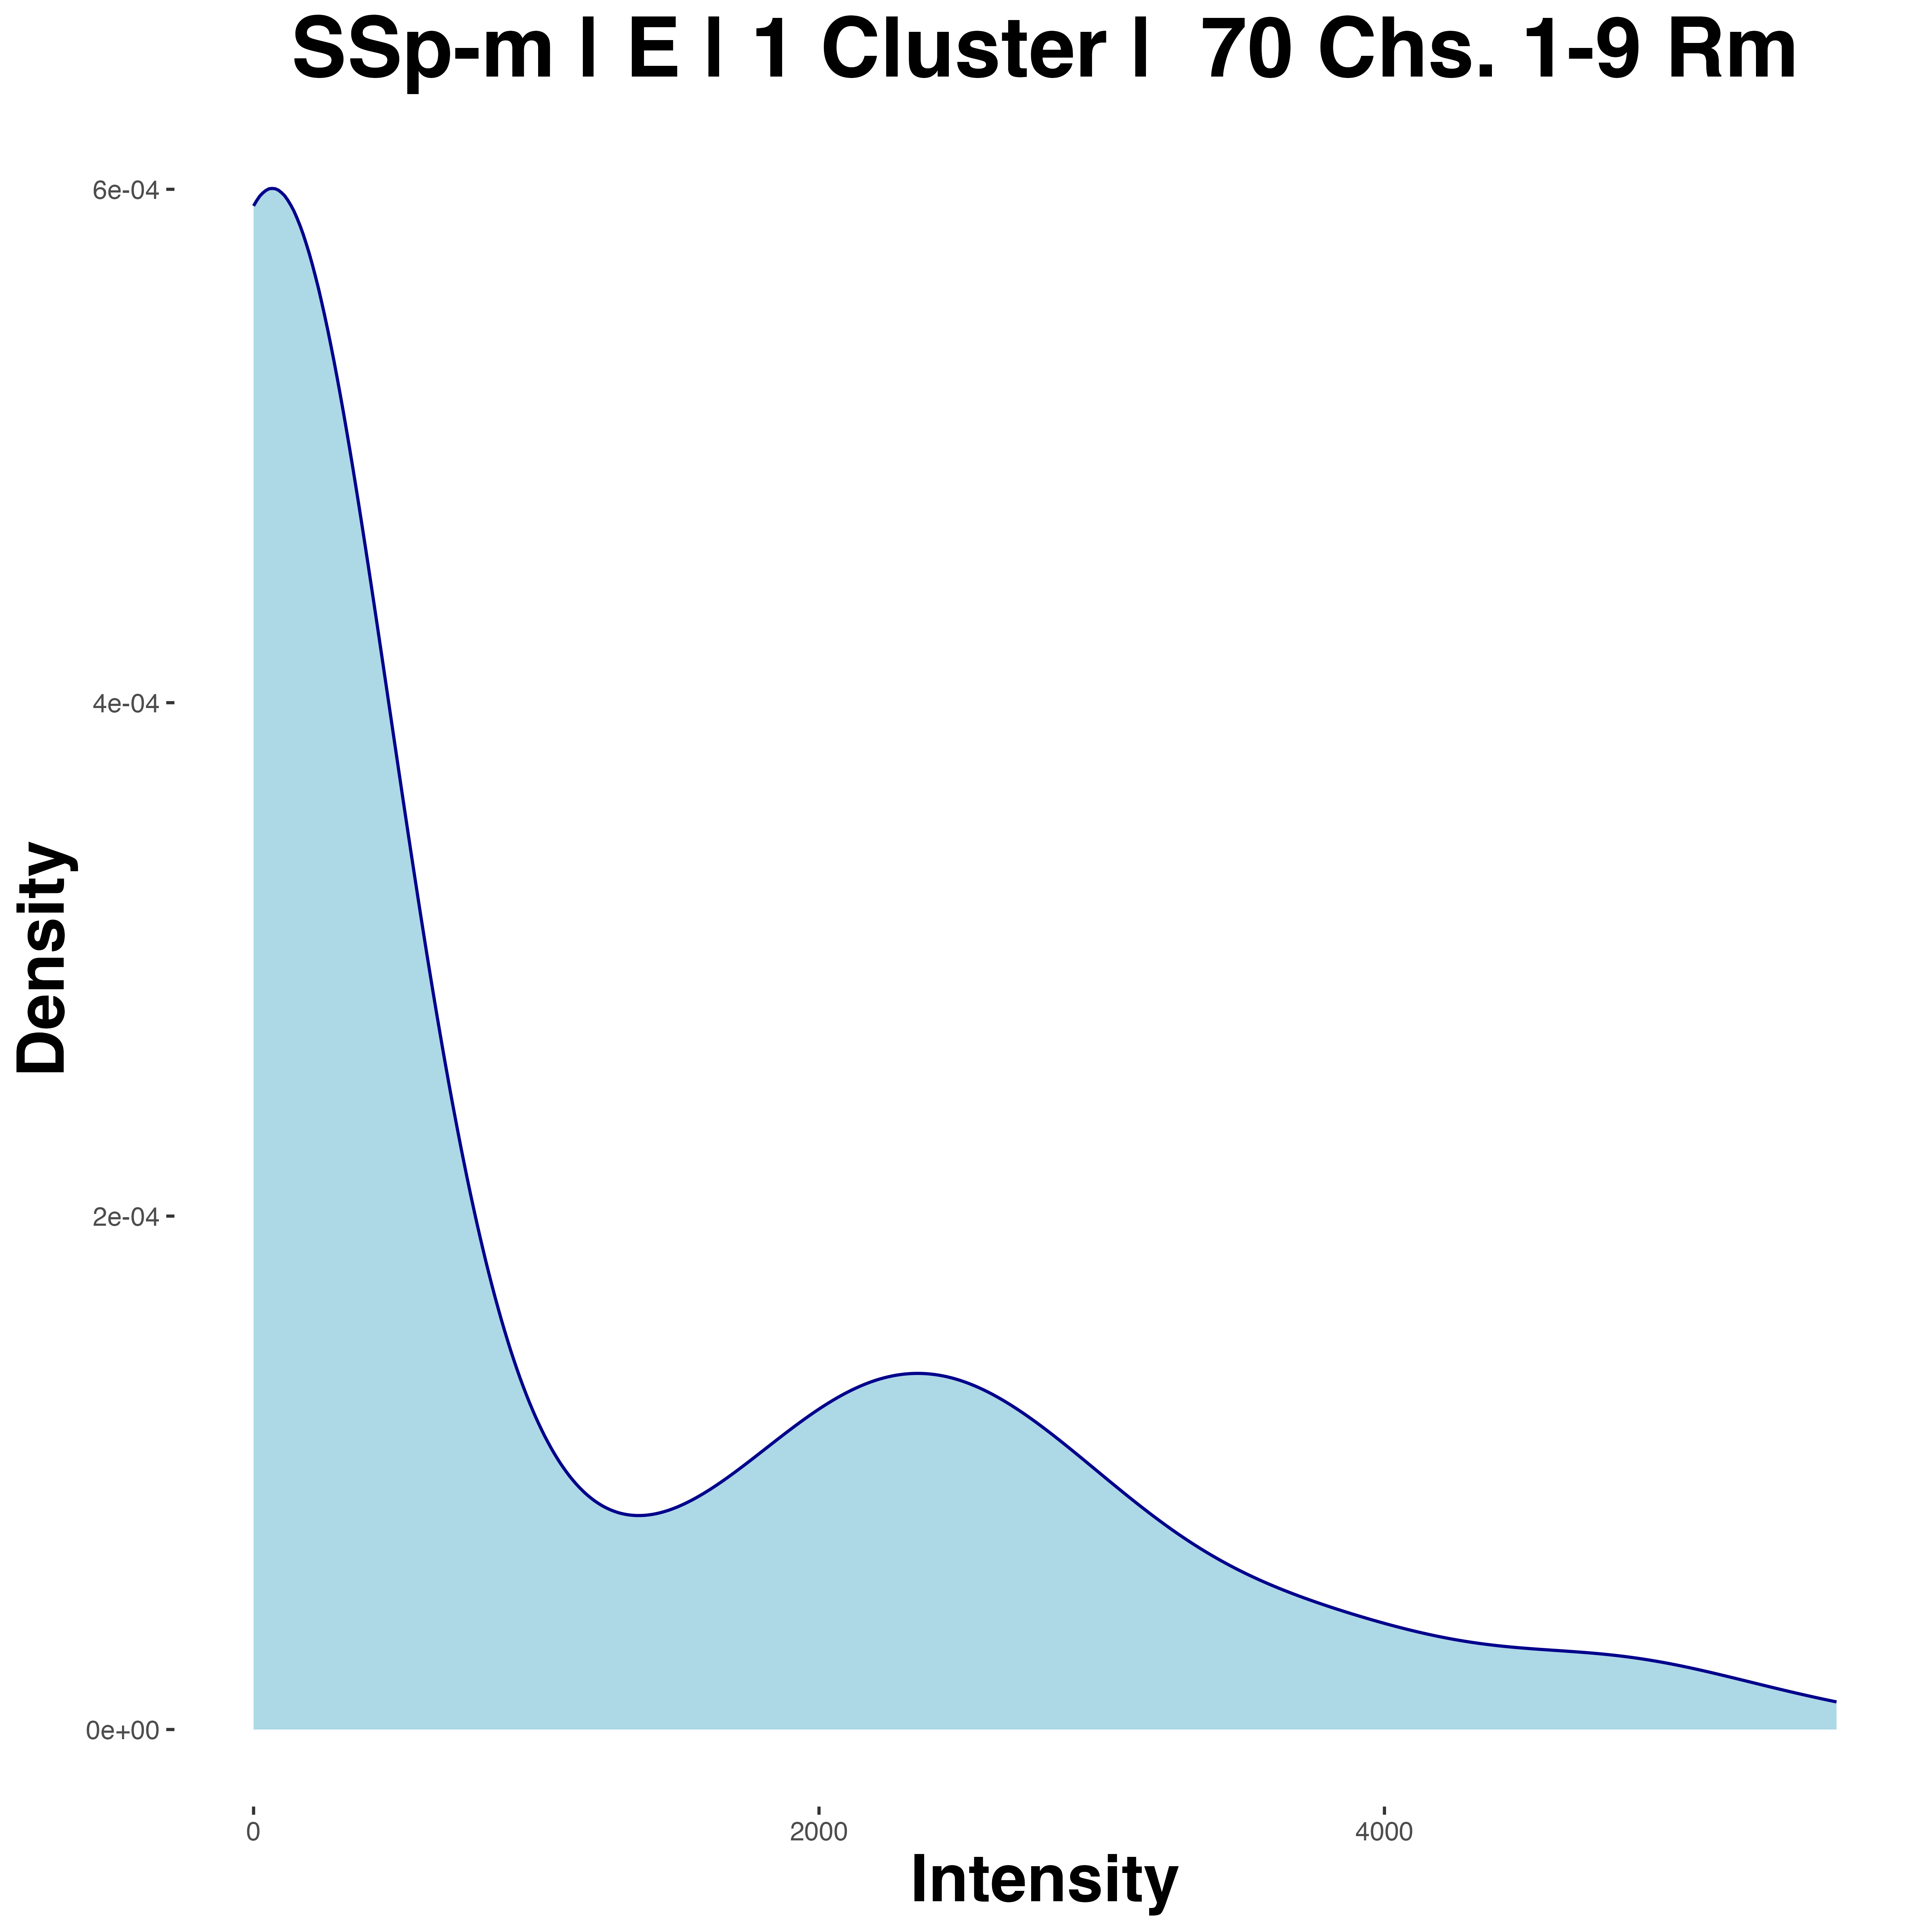 SSp-m | E | 1 Cluster | 70 Chs. 1-9 Rm
6e-04
4e-04
2e-04
0e+00
Density
0
2000
4000
Intensity